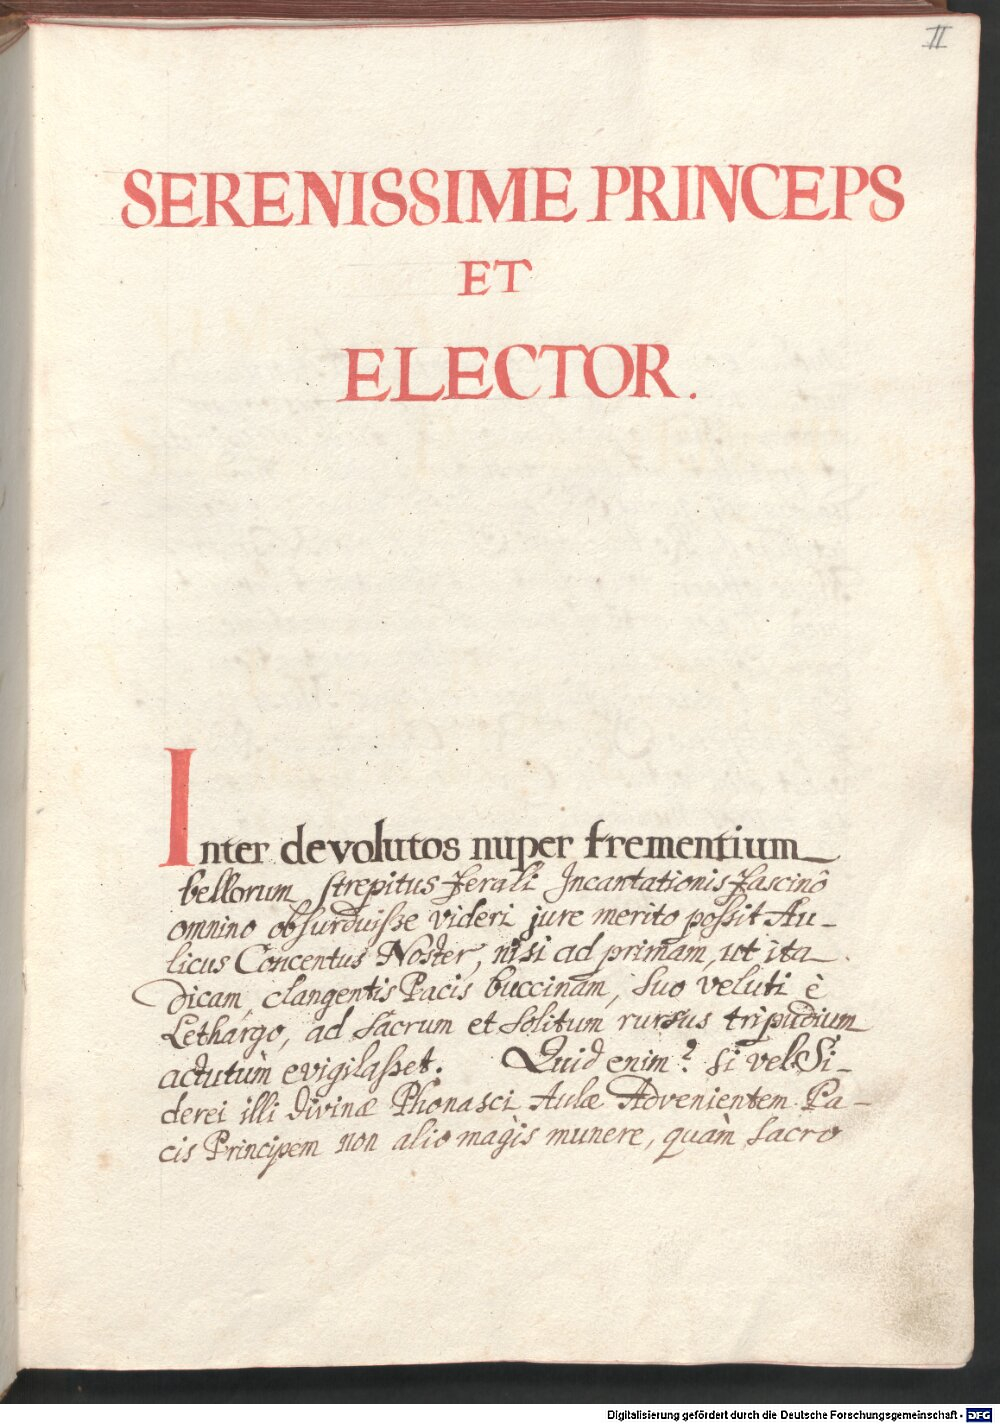 II
SERENISSIME PRINCEPS
ET
ELECTOR.
Inter devolutos nuper frementium
bellorum strepitus ferali Incantationis fascinô
omnino obsurduiſse videri jure merito poſsit Au-
licus Concentus Noster, nisi ad primam, ut ita
dicam, clangentis Pacis buccinam, suo veluti è
Lethargo, ad sacrum et solitum rursus tripudium
actutùm evigilaſset. Quid enim? si vel Si-
derei illi divinæ Phonasci Aulæ Advenientem Pa-
cis Principem non alio magìs munere, quàm sacro
Digitalisierung gefördert durch die Deutsche Forschungsgemeinschaft - DFG